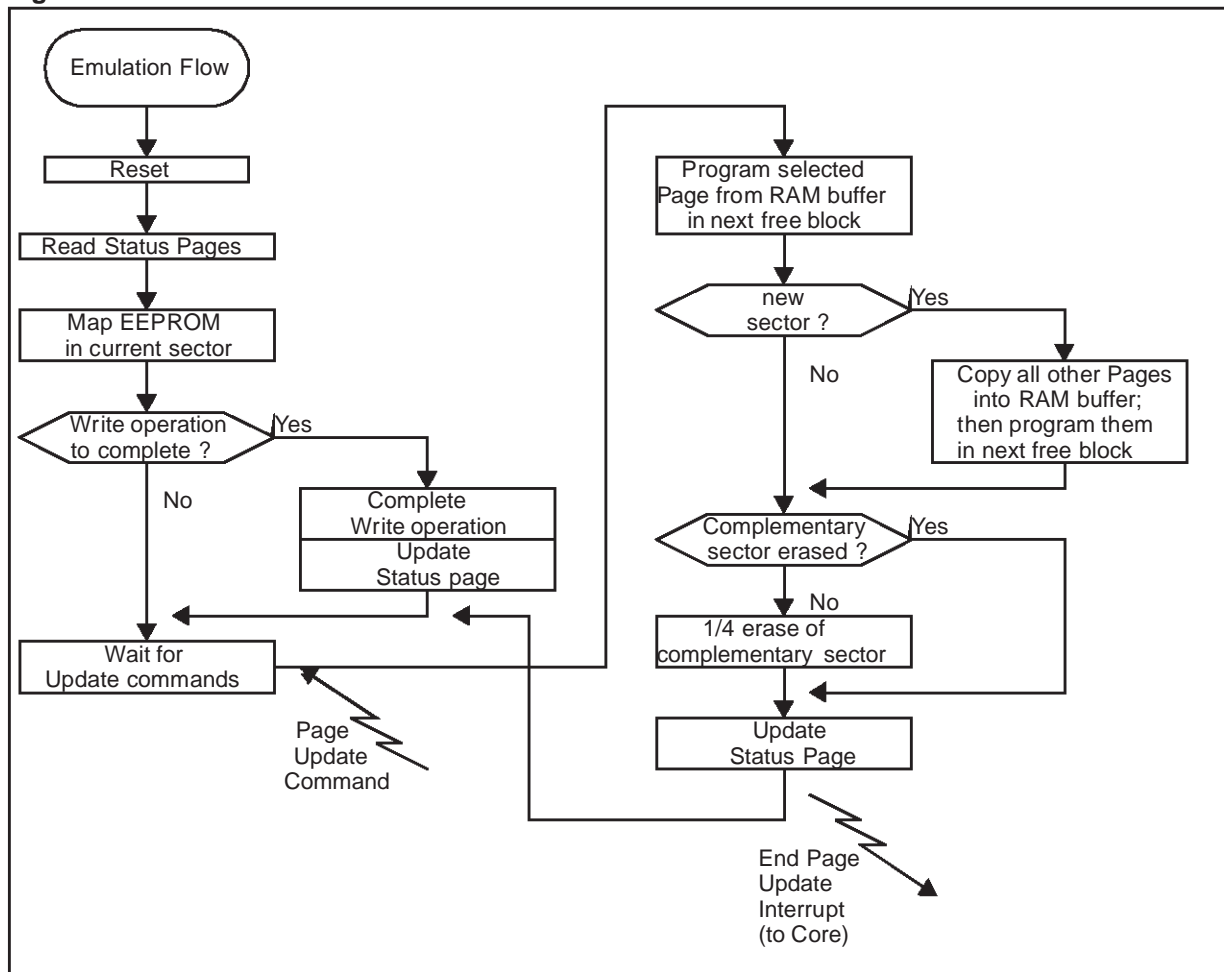 Emulation Flow
Reset
Read Status Pages
Map EEPROM
in current sector
Write operation
to complete ?
Yes
No
Complete
Write operation
Update
Status page
Wait for
Update commands
Page
Update
Command
Program selected
Page from RAM buffer
in next free block
new
sector ?
Yes
No
Copy all other Pages
into RAM buffer;
then program them
in next free block
Complementary
sector erased ?
Yes
No
1/4 erase of
complementary sector
Update
Status Page
End Page
Update
Interrupt
(to Core)